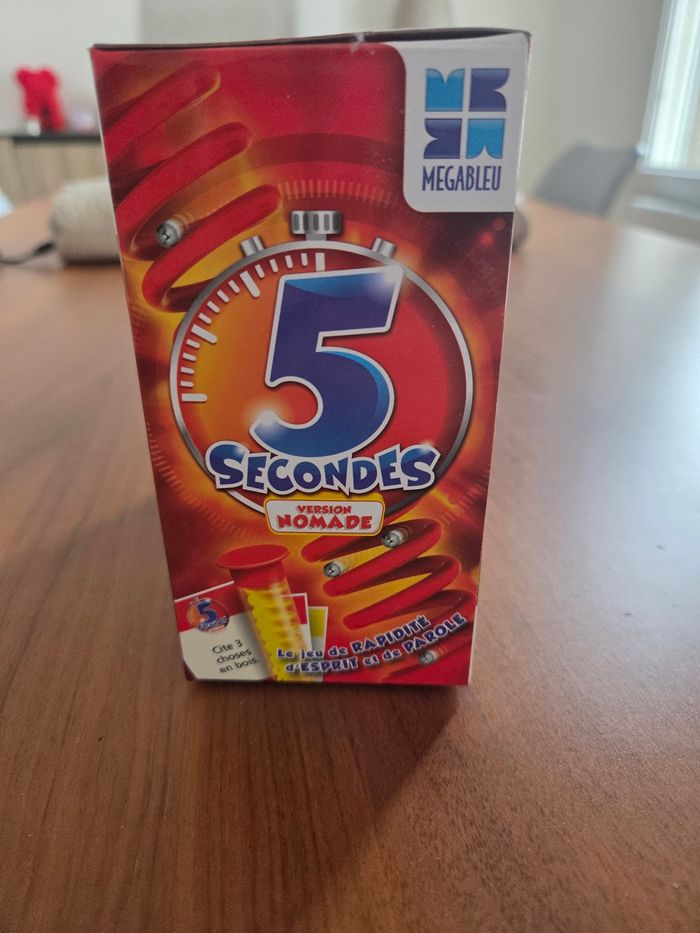 MEGABLEU
5
SECONDES
VERSION
NOMADE
5
SECONDES
Cite 3
choses
en bois.
Le jeu de RAPIDITÉ
d'ESPRIT et de PAROLE